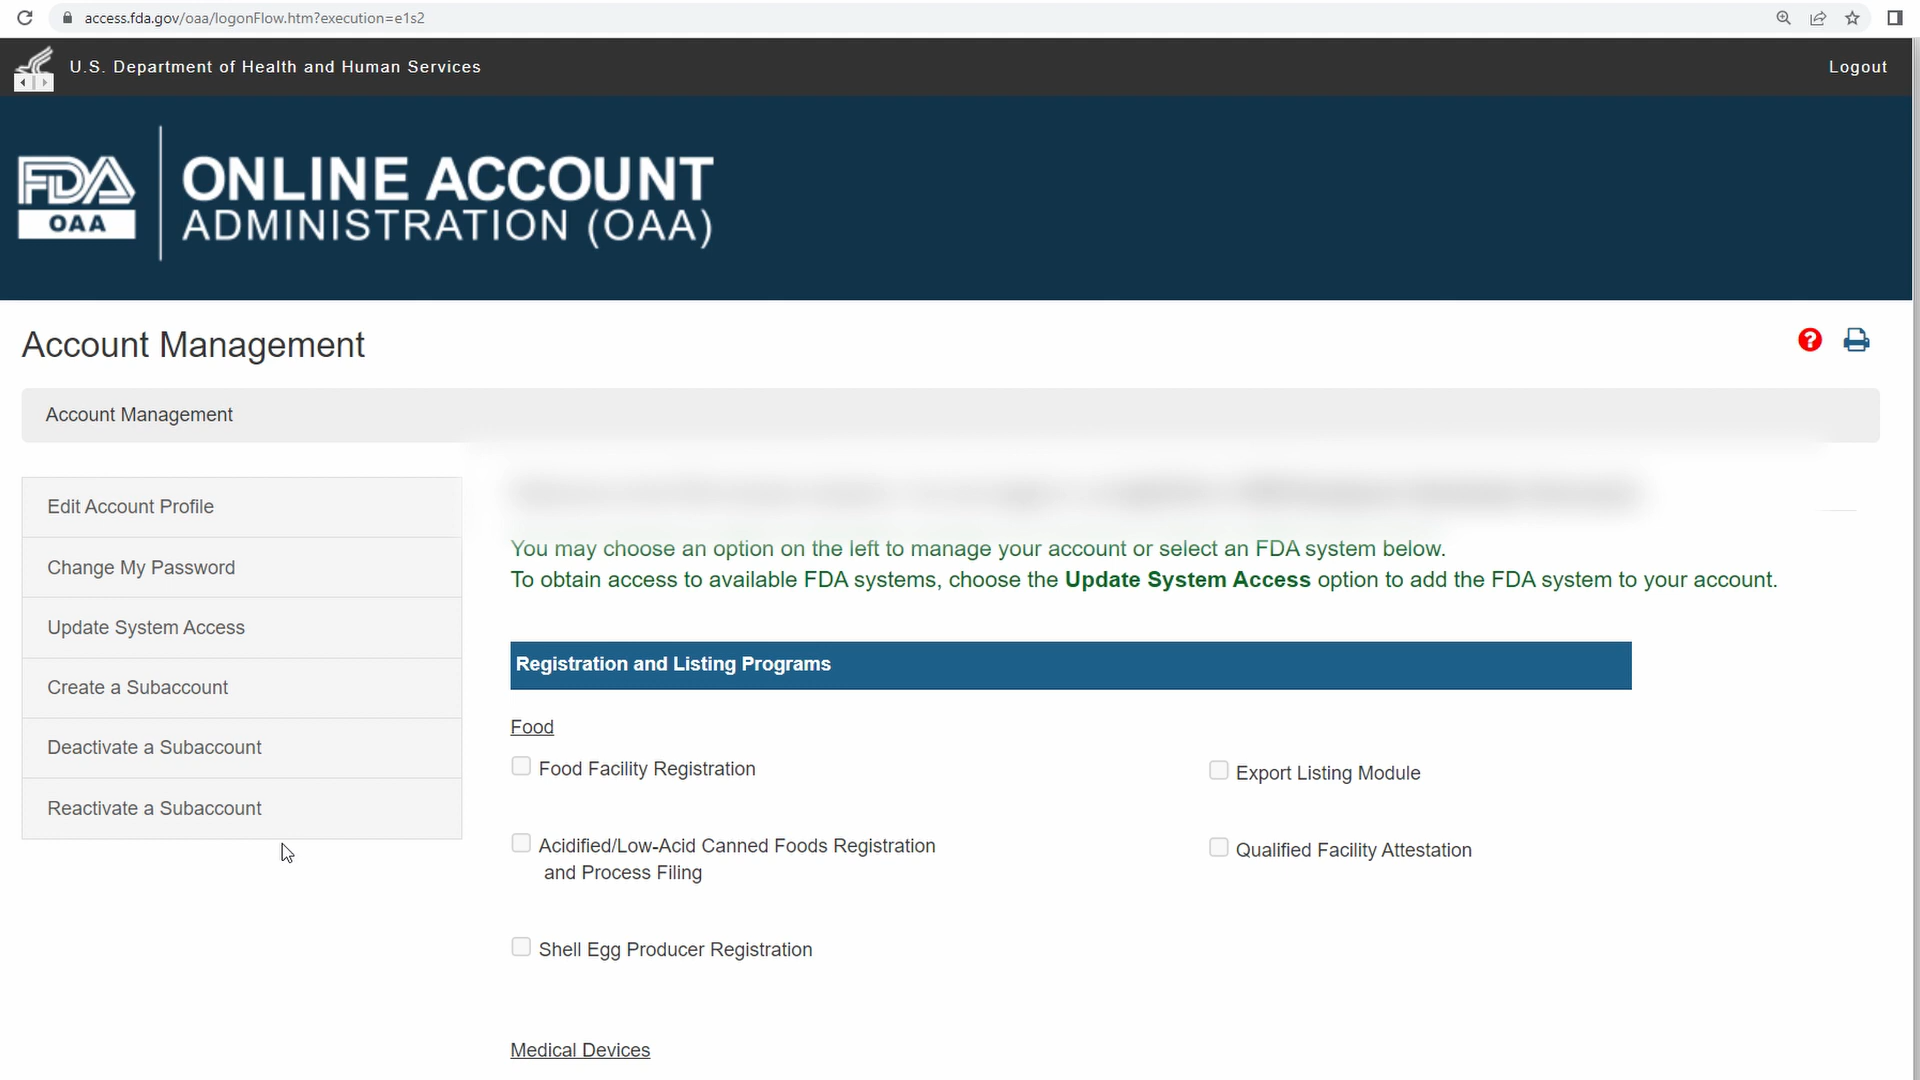 access.fda.gov/oaa/logonFlow.htm?execution=e1s2
U.S. Department of Health and Human Services
Logout
FDA
OAA
ONLINE ACCOUNT
ADMINISTRATION (OAA)
Account Management
?
Account Management
Edit Account Profile
Change My Password
Update System Access
Create a Subaccount
Deactivate a Subaccount
Reactivate a Subaccount
You may choose an option on the left to manage your account or select an FDA system below.
To obtain access to available FDA systems, choose the Update System Access option to add the FDA system to your account.
Registration and Listing Programs
Food
Food Facility Registration
Export Listing Module
Acidified/Low-Acid Canned Foods Registration
and Process Filing
Qualified Facility Attestation
Shell Egg Producer Registration
Medical Devices